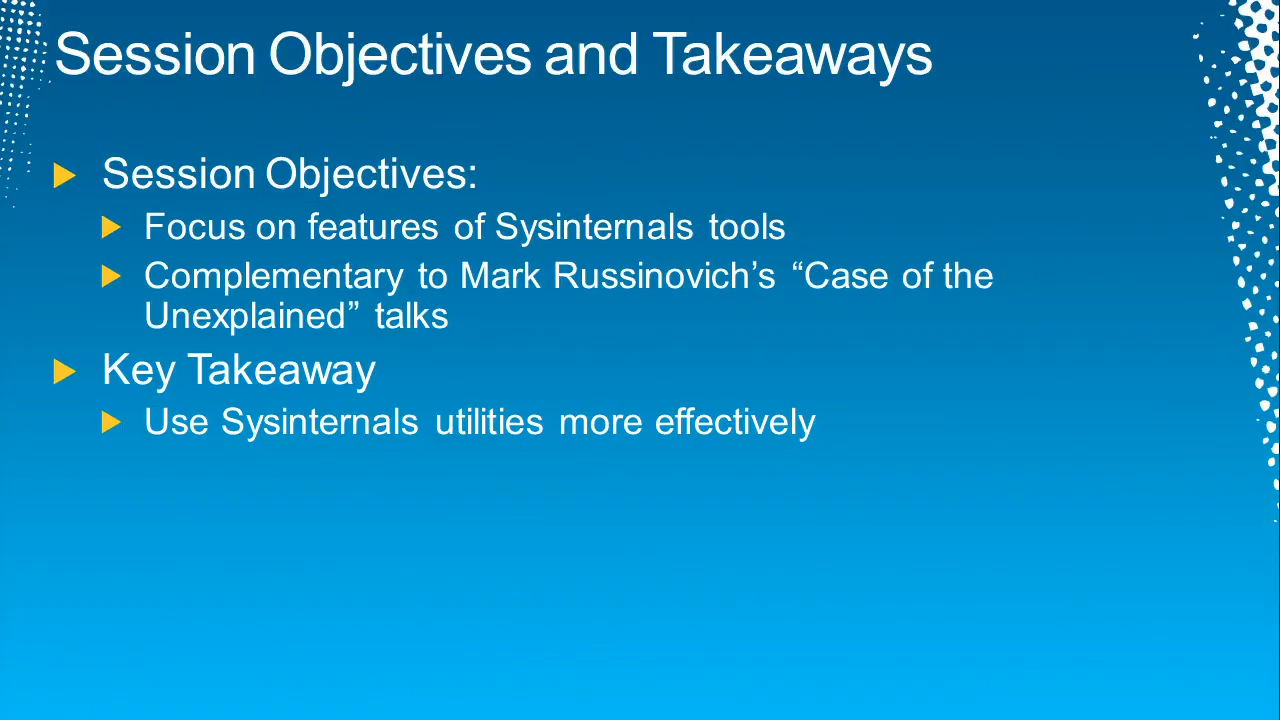 Session Objectives and Takeaways
Session Objectives:
Focus on features of Sysinternals tools
Complementary to Mark Russinovich’s “Case of the
Unexplained” talks
Key Takeaway
Use Sysinternals utilities more effectively